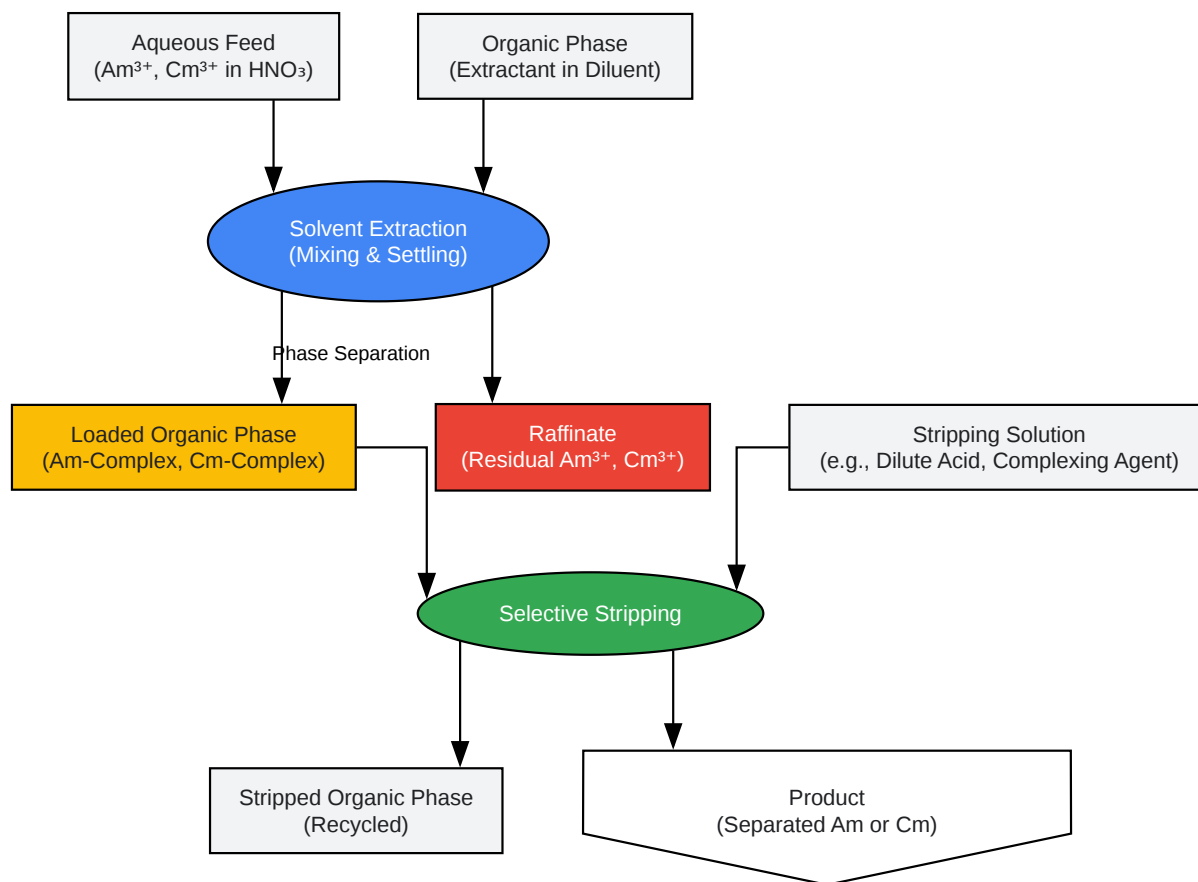 Aqueous Feed
(Am³⁺, Cm³⁺ in HNO₃)
Organic Phase
(Extractant in Diluent)
Solvent Extraction
(Mixing & Settling)
Phase Separation
Loaded Organic Phase
(Am-Complex, Cm-Complex)
Raffinate
(Residual Am³⁺, Cm³⁺)
Stripping Solution
(e.g., Dilute Acid, Complexing Agent)
Selective Stripping
Stripped Organic Phase
(Recycled)
Product
(Separated Am or Cm)